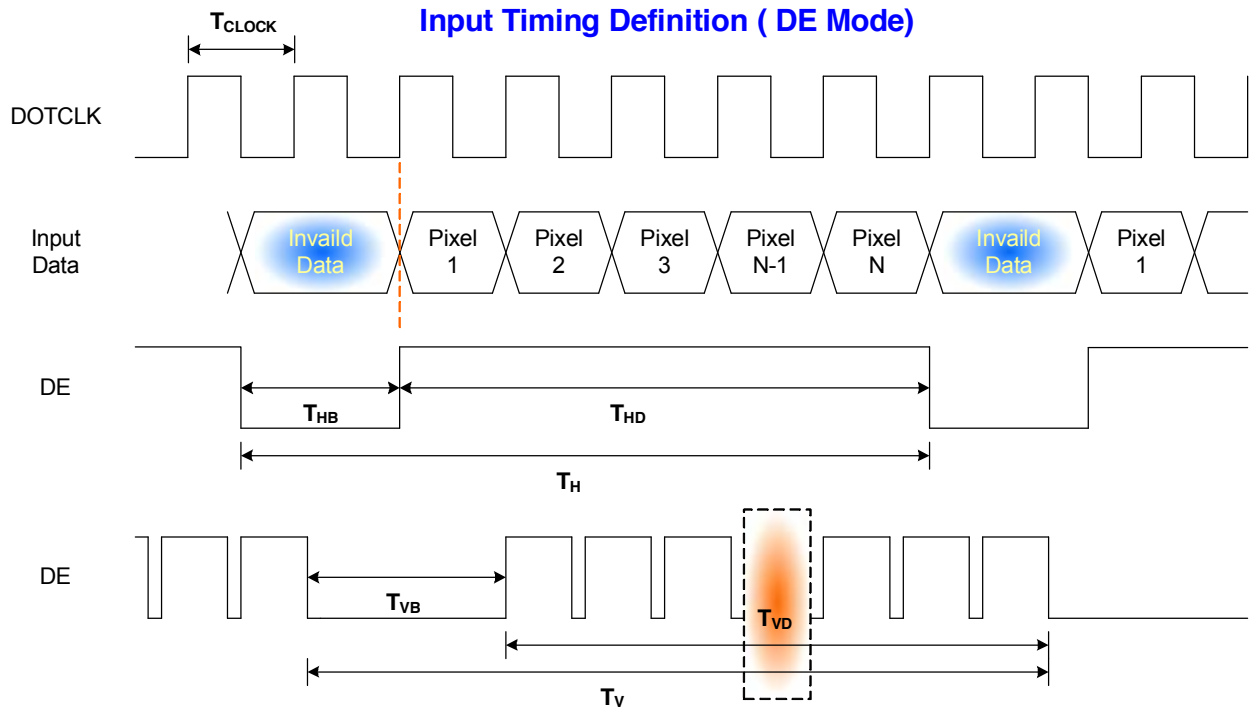 Input Timing Definition ( DE Mode)
TCLOCK
DOTCLK
Input
Data
Invaild
Data
Pixel
1
Pixel
2
Pixel
3
Pixel
N-1
Pixel
N
Invaild
Data
Pixel
1
DE
THB
THD
TH
DE
TVB
TVD
TV